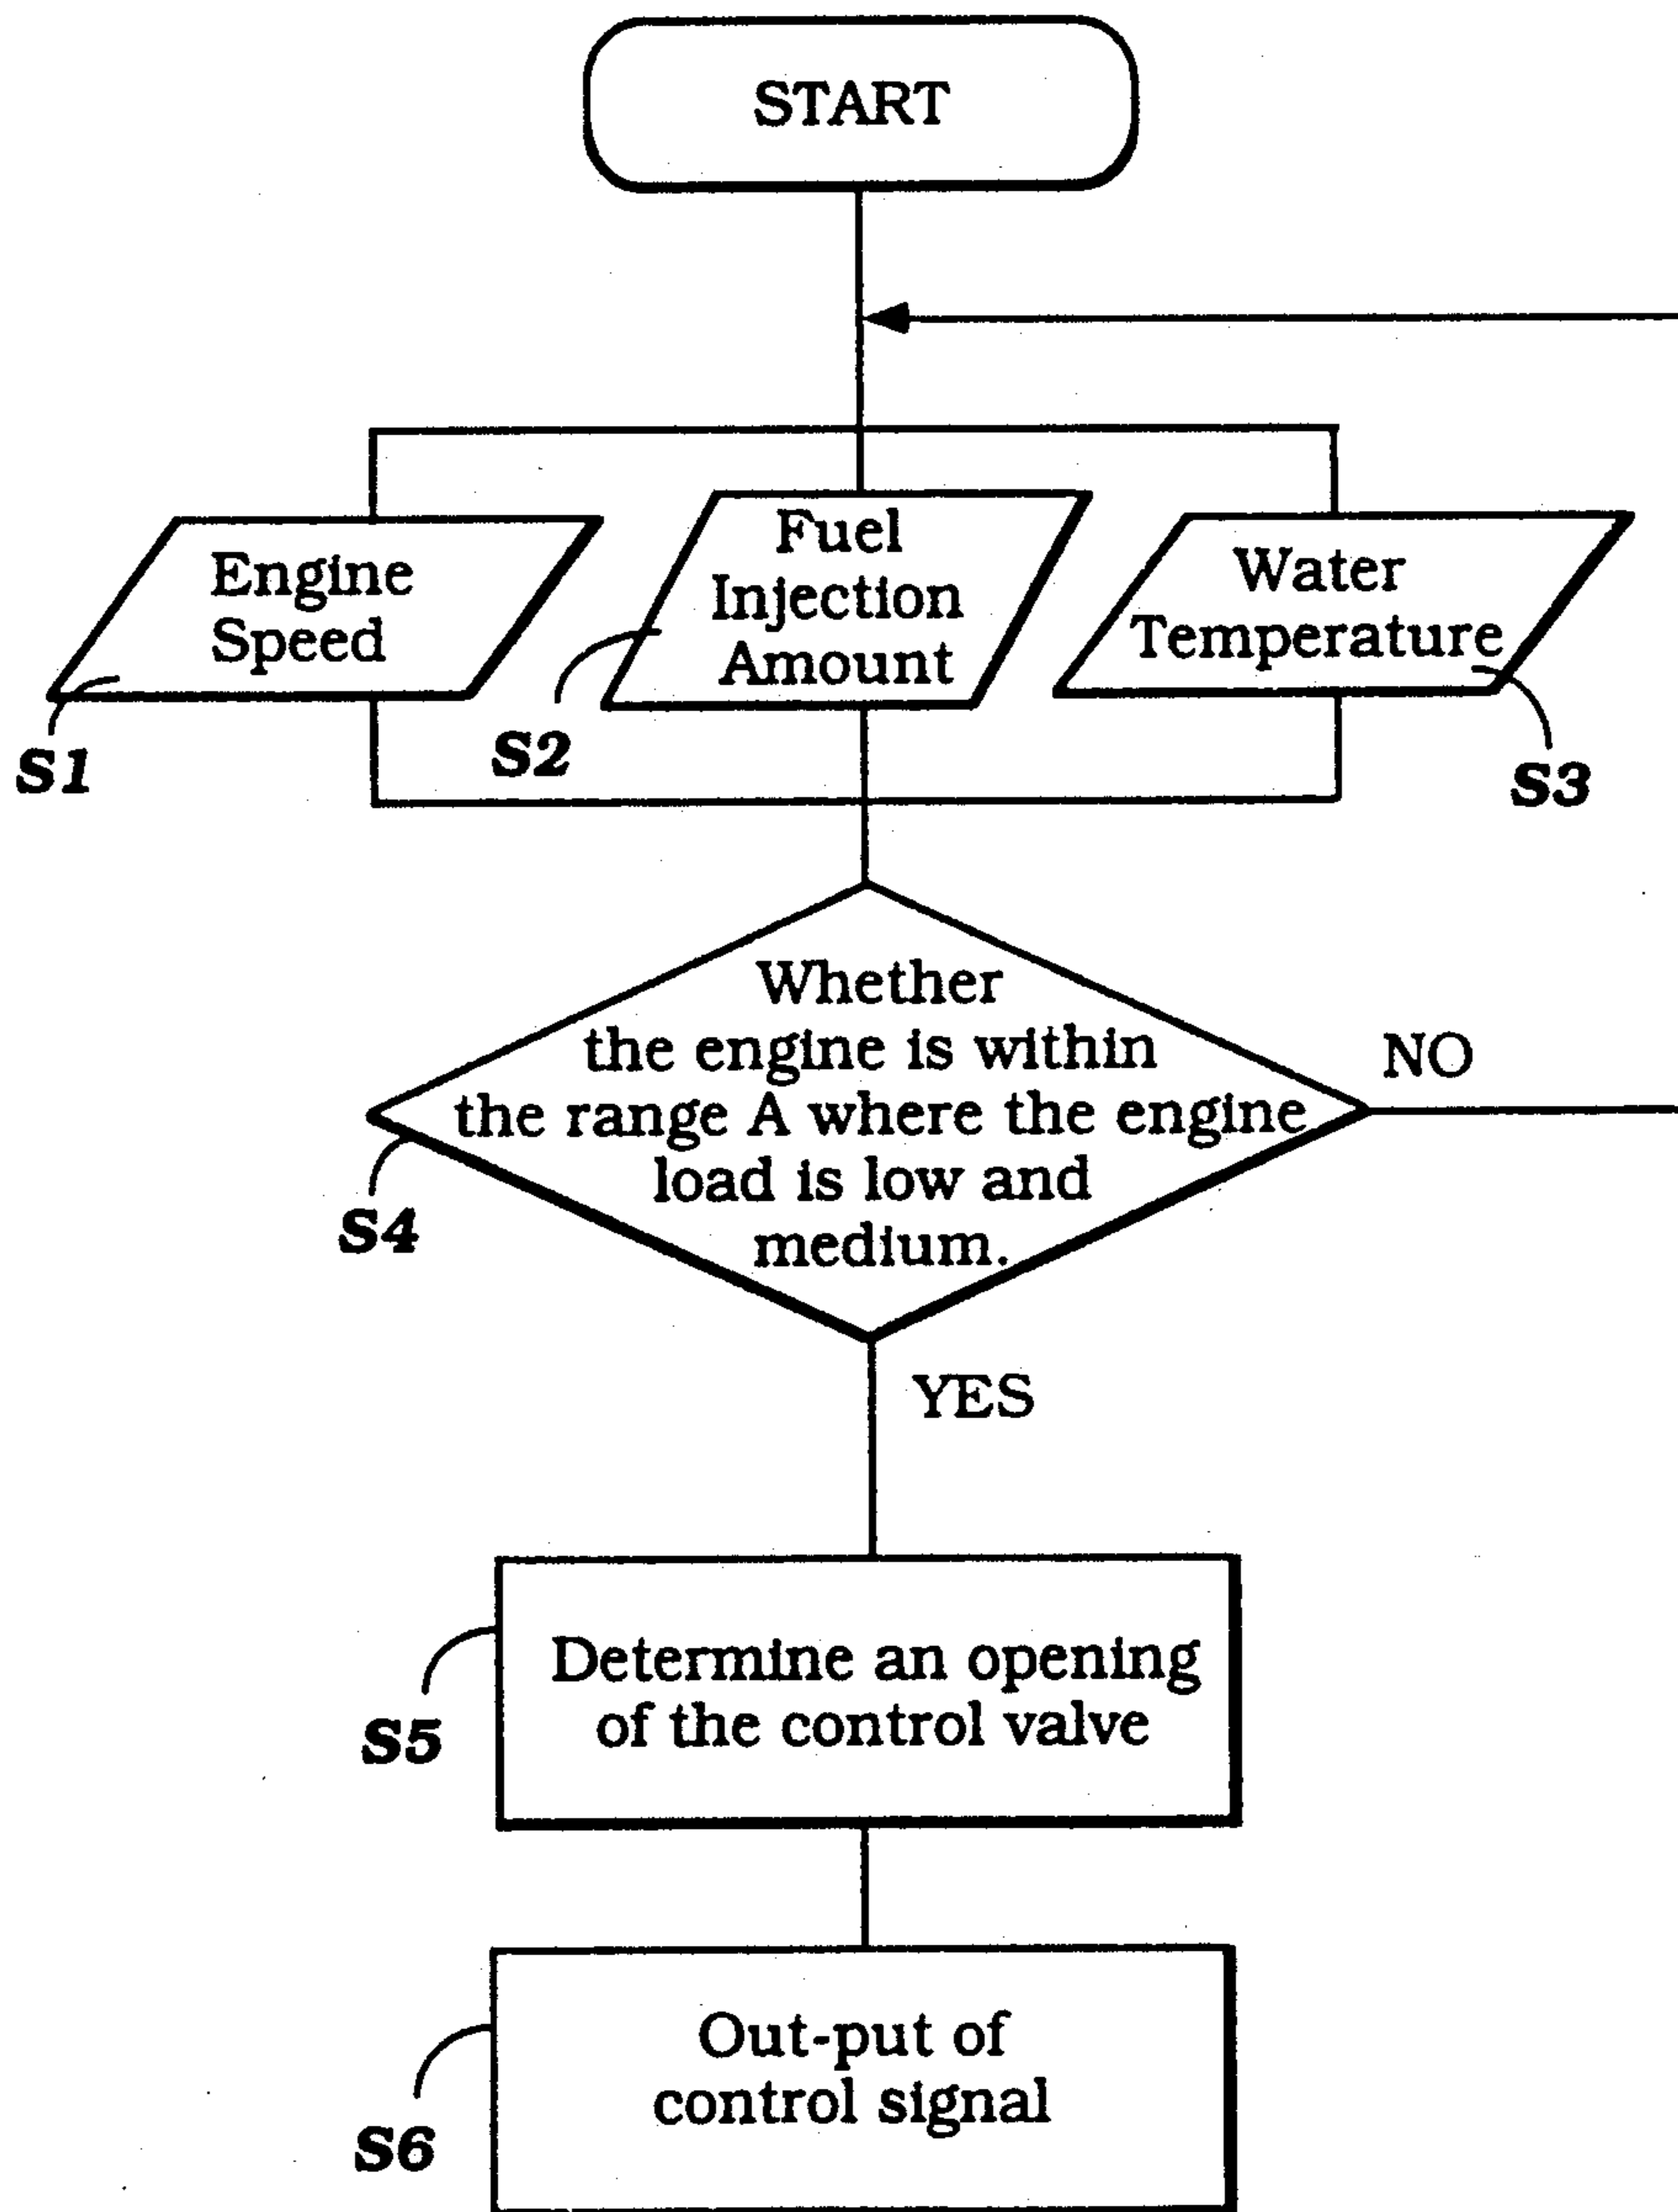 START
Engine
Speed
Fuel
Injection
Amount
Water
Temperature
S1
S2
S3
Whether
the engine is within
the range A where the engine
load is low and
medium.
NO
S4
YES
Determine an opening
of the control valve
S5
Out-put of
control signal
S6